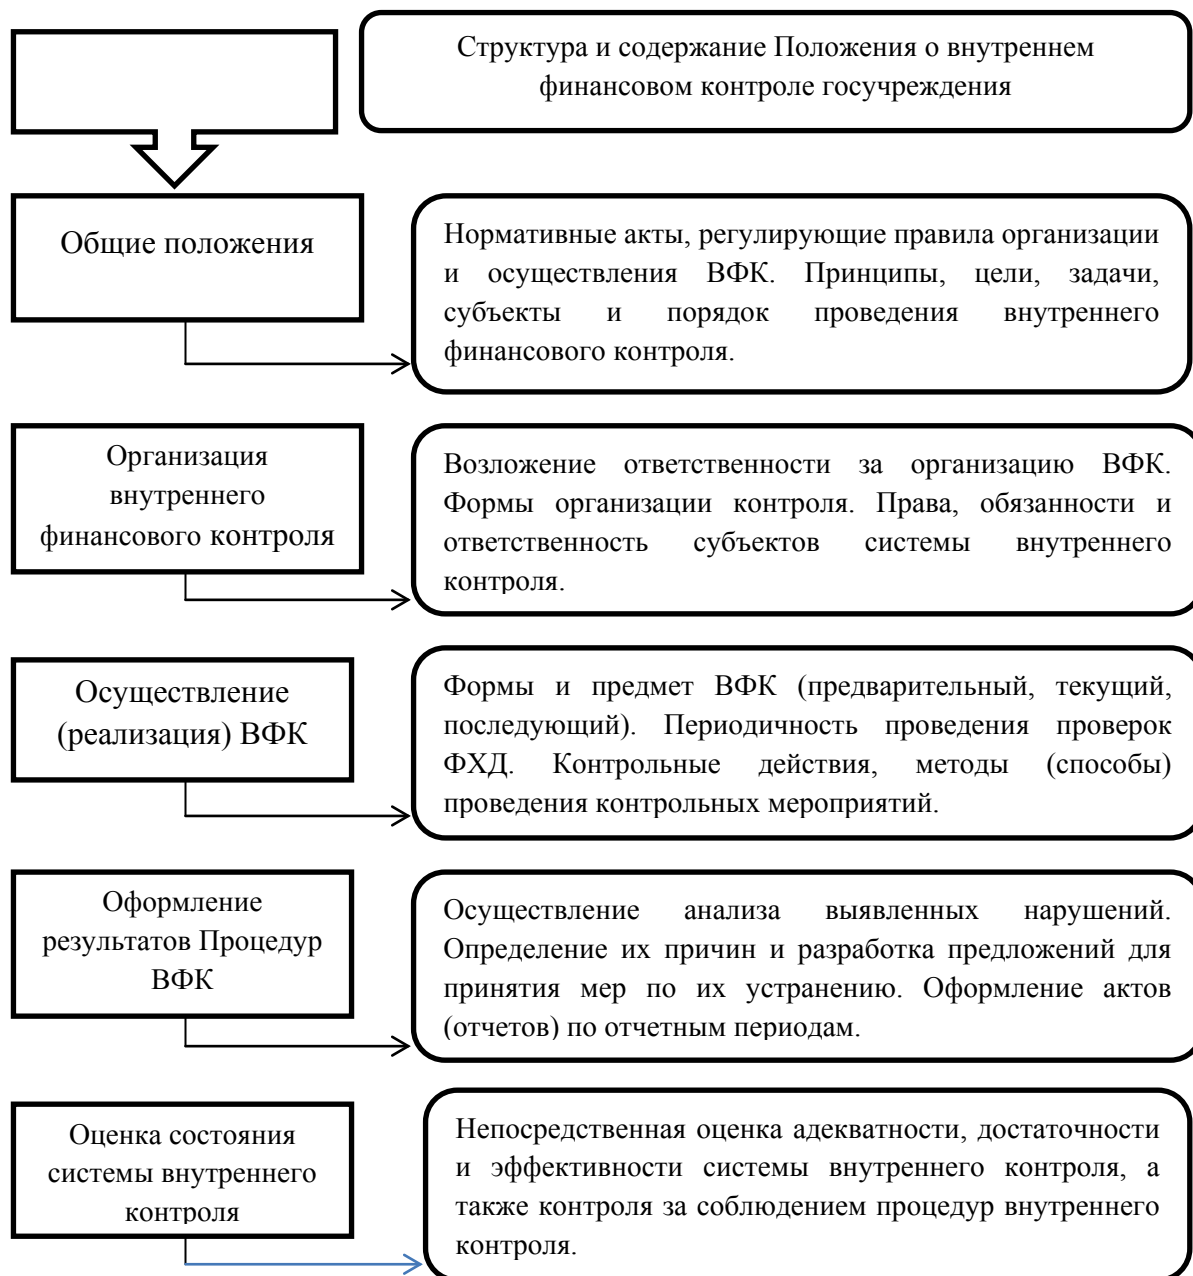 Структура и содержание Положения о внутреннем
финансовом контроле госучреждения
Общие положения
Нормативные акты, регулирующие правила организации
и осуществления ВФК. Принципы, цели, задачи,
субъекты и порядок проведения внутреннего
финансового контроля.
Организация
внутреннего
финансового контроля
Возложение ответственности за организацию ВФК.
Формы организации контроля. Права, обязанности и
ответственность субъектов системы внутреннего
контроля.
Осуществление
(реализация) ВФК
Формы и предмет ВФК (предварительный, текущий,
последующий). Периодичность проведения проверок
ФХД. Контрольные действия, методы (способы)
проведения контрольных мероприятий.
Оформление
результатов Процедур
ВФК
Осуществление анализа выявленных нарушений.
Определение их причин и разработка предложений для
принятия мер по их устранению. Оформление актов
(отчетов) по отчетным периодам.
Оценка состояния
системы внутреннего
контроля
Непосредственная оценка адекватности, достаточности
и эффективности системы внутреннего контроля, а
также контроля за соблюдением процедур внутреннего
контроля.